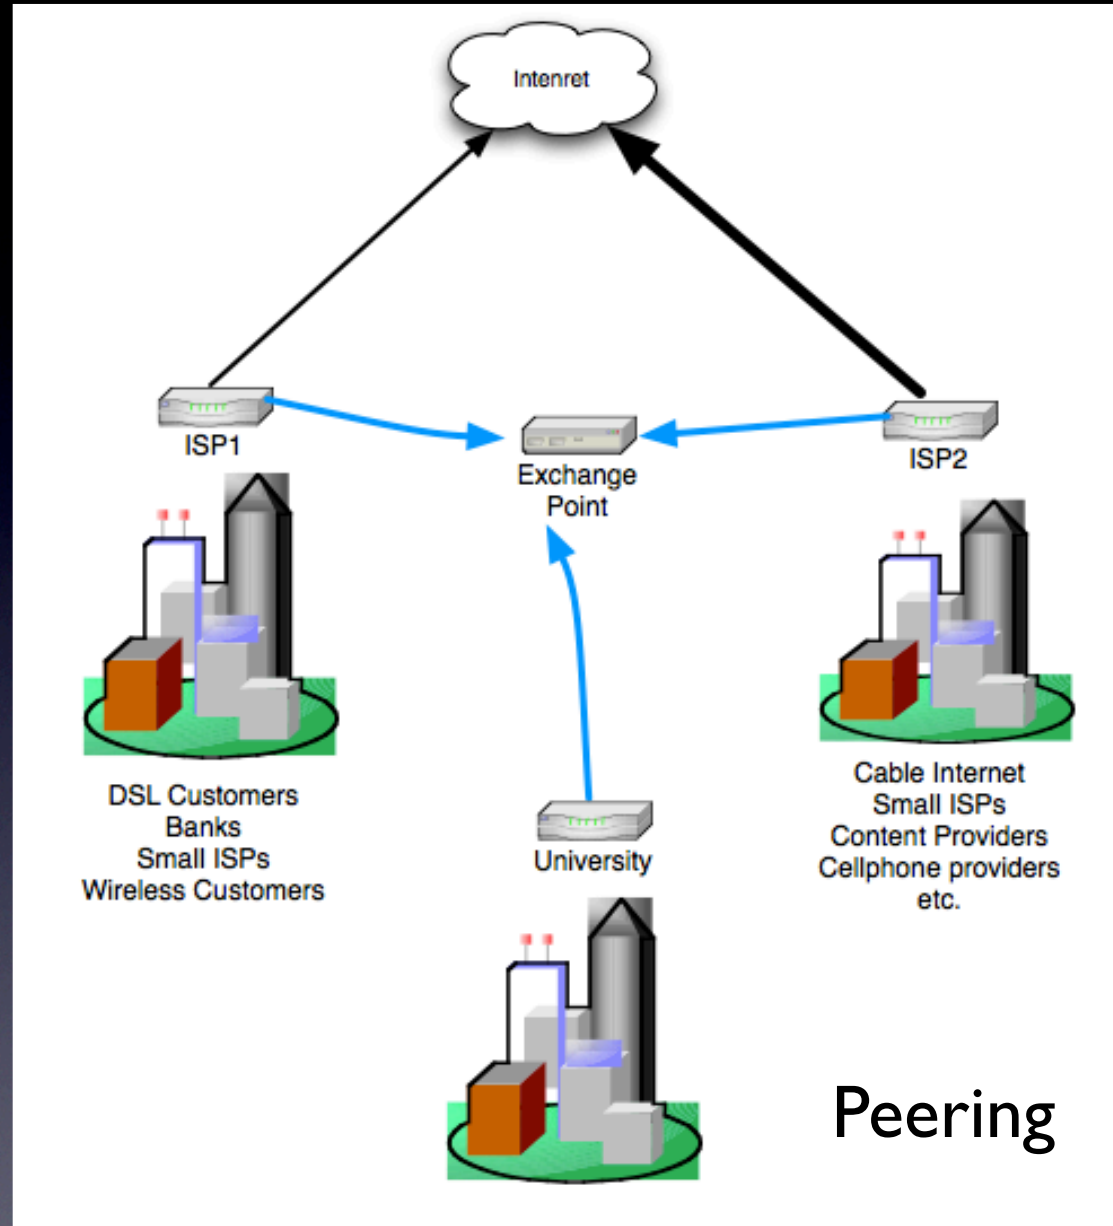 Intenret
ISP1
Exchange
Point
ISP2
DSL Customers
Banks
Small ISPs
Wireless Customers
Cable Internet
Small ISPs
Content Providers
Cellphone providers
etc.
University
Peering